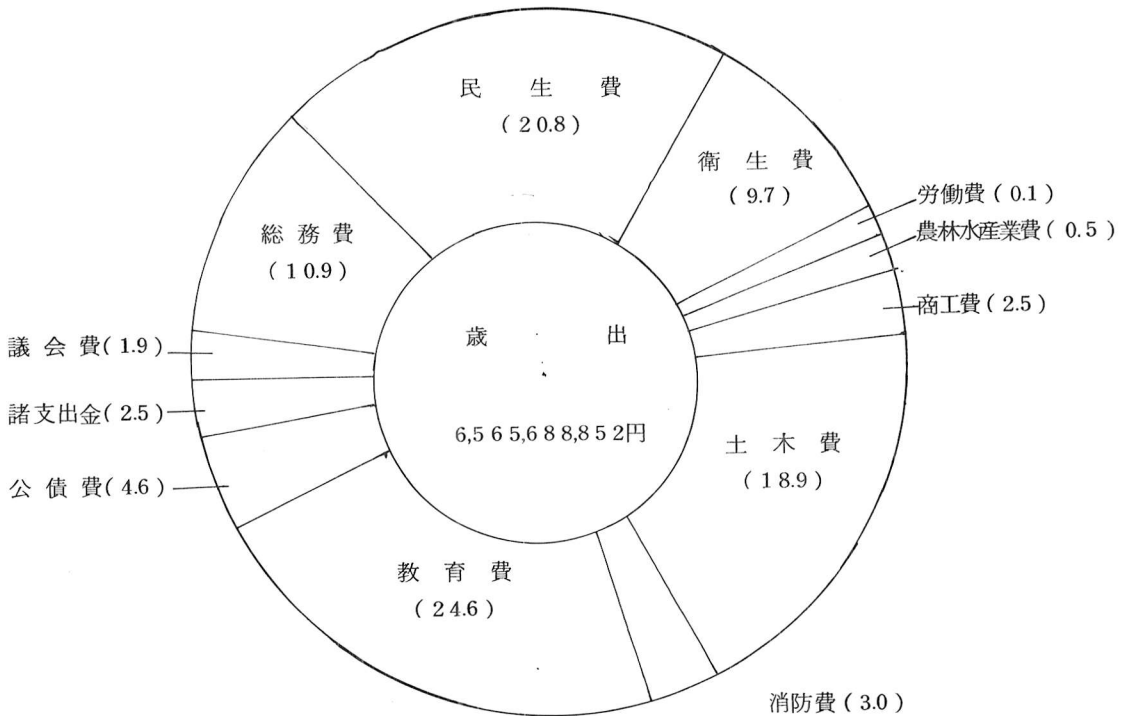 民生費
(20.8)
衛生費
(9.7)
労働費(0.1)
農林水産業費(0.5)
商工費(2.5)
総務費
(10.9)
議会費(1.9)
諸支出金(2.5)
公債費(4.6)
歳出
6,565,688,852円
土木費
(18.9)
教育費
(24.6)
消防費(3.0)